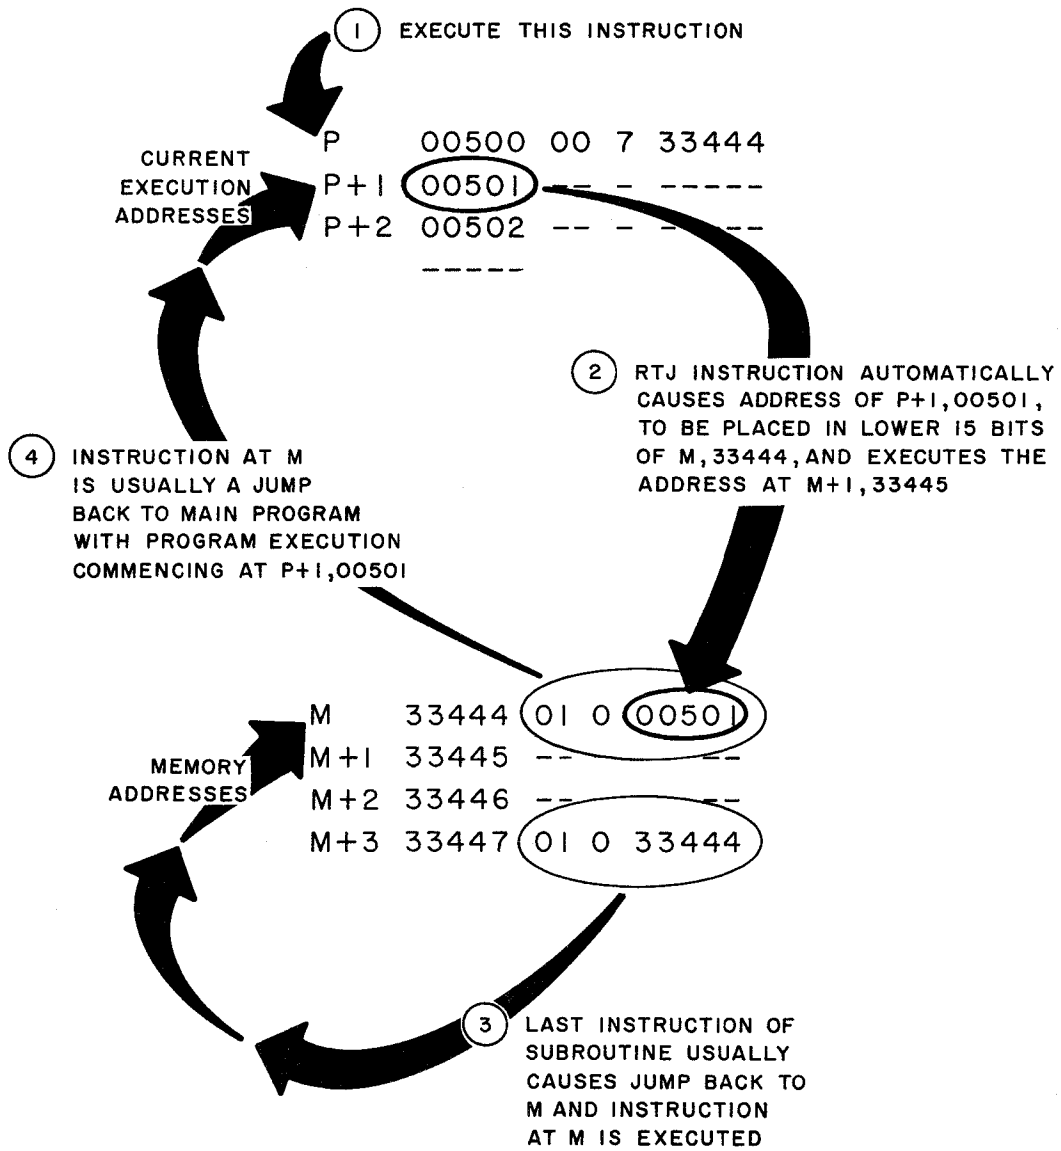 1 EXECUTE THIS INSTRUCTION
P 00500 00 7 33444
CURRENT
EXECUTION
ADDRESSES
P+1 00501 -- - -----
P+2 00502 -- - -----
-----
2 RTJ INSTRUCTION AUTOMATICALLY
CAUSES ADDRESS OF P+1,00501,
TO BE PLACED IN LOWER 15 BITS
OF M,33444, AND EXECUTES THE
ADDRESS AT M+1,33445
4 INSTRUCTION AT M
IS USUALLY A JUMP
BACK TO MAIN PROGRAM
WITH PROGRAM EXECUTION
COMMENCING AT P+1,00501
M 33444 01 0 00501
M+1 33445 -- --
MEMORY
ADDRESSES
M+2 33446 -- --
M+3 33447 01 0 33444
3 LAST INSTRUCTION OF
SUBROUTINE USUALLY
CAUSES JUMP BACK TO
M AND INSTRUCTION
AT M IS EXECUTED